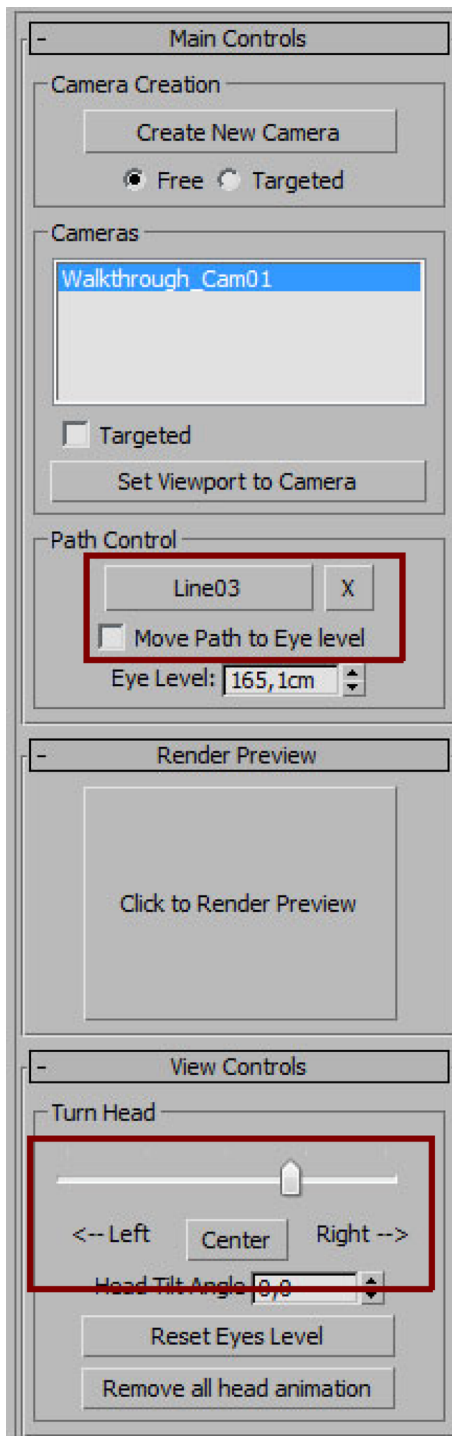 - Main Controls
Camera Creation
Create New Camera
Free Targeted
Cameras
Walkthrough_Cam01
Targeted
Set Viewport to Camera
Path Control
Line03 X
Move Path to Eye level
Eye Level: 165,1cm
- Render Preview
Click to Render Preview
- View Controls
Turn Head
<-- Left Center Right -->
Head Tilt Angle 0,0
Reset Eyes Level
Remove all head animation